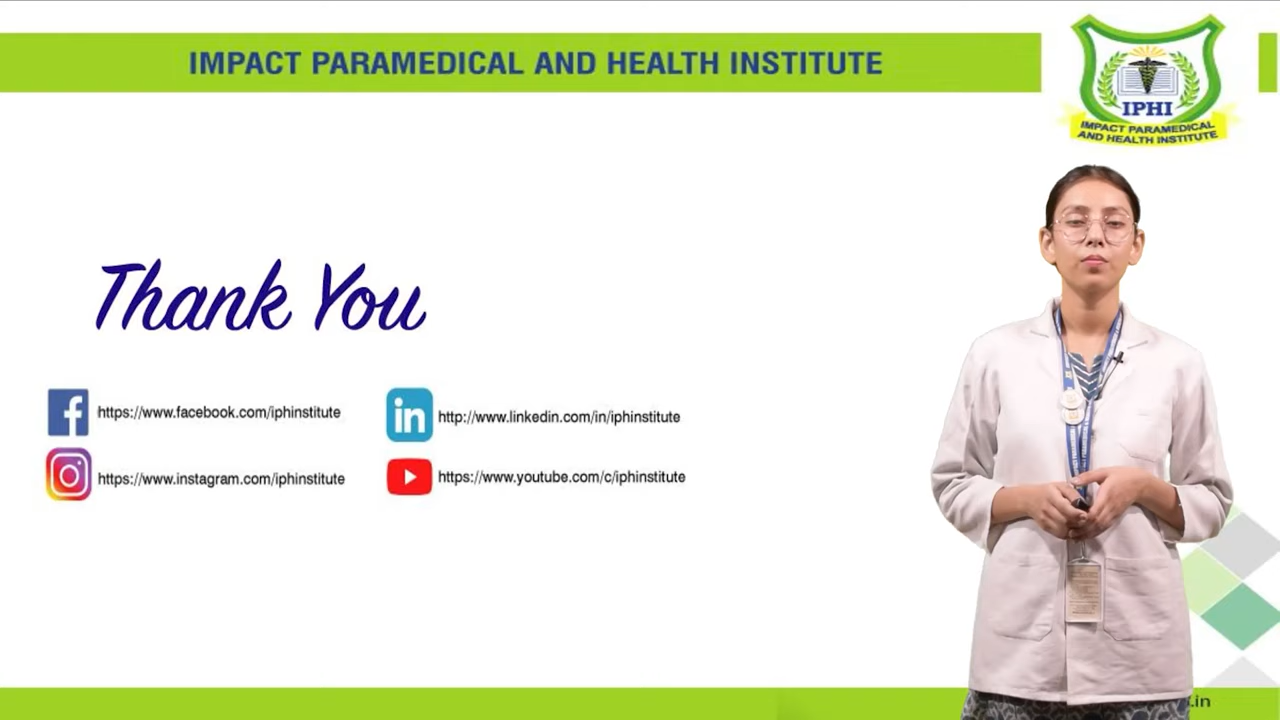 IMPACT PARAMEDICAL AND HEALTH INSTITUTE
IPHI
IMPACT PARAMEDICAL
AND HEALTH INSTITUTE
Thank You
https://www.facebook.com/iphinstitute
http://www.linkedin.com/in/iphinstitute
https://www.instagram.com/iphinstitute
https://www.youtube.com/c/iphinstitute
.in